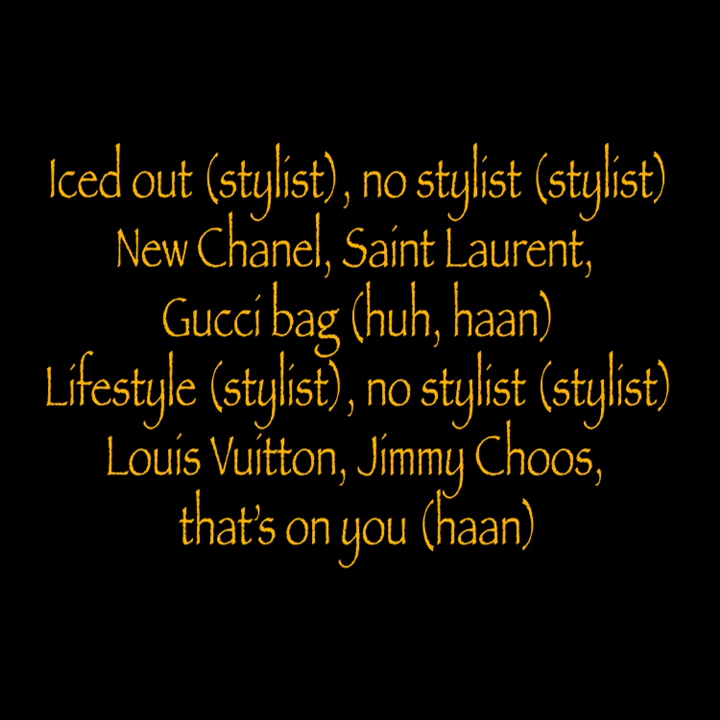 Iced out (stylist), no stylist (stylist)
New Chanel, Saint Laurent,
Gucci bag (huh, haan)
Lifestyle (stylist), no stylist (stylist)
Louis Vuitton, Jimmy Choos,
that's on you (haan)